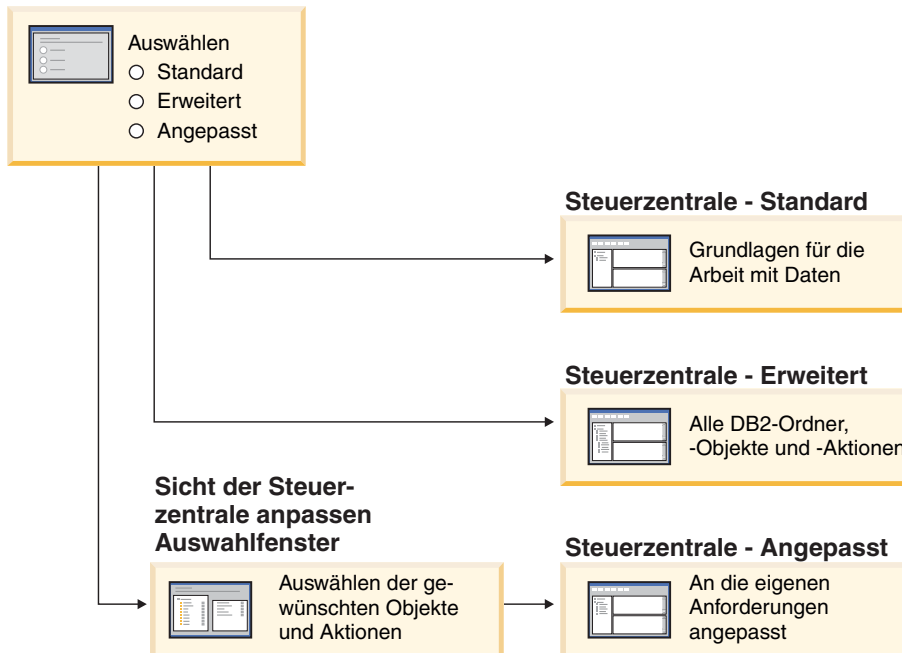 Auswählen
Standard
Erweitert
Angepasst
Steuerzentrale - Standard
Grundlagen für die
Arbeit mit Daten
Steuerzentrale - Erweitert
Alle DB2-Ordner,
-Objekte und -Aktionen
Sicht der Steuer-
zentrale anpassen
Auswahlfenster
Auswählen der ge-
wünschten Objekte
und Aktionen
Steuerzentrale - Angepasst
An die eigenen
Anforderungen
angepasst